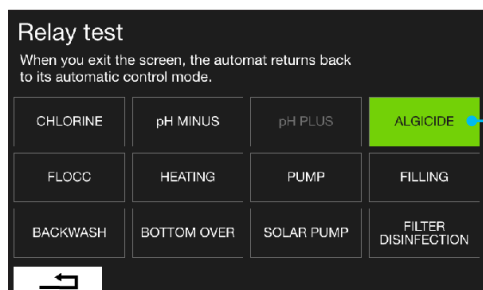 Relay test
When you exit the screen, the automat returns back
to its automatic control mode.
CHLORINE pH MINUS pH PLUS ALGICIDE
FLOCC HEATING PUMP FILLING
BACKWASH BOTTOM OVER SOLAR PUMP FILTER
DISINFECTION